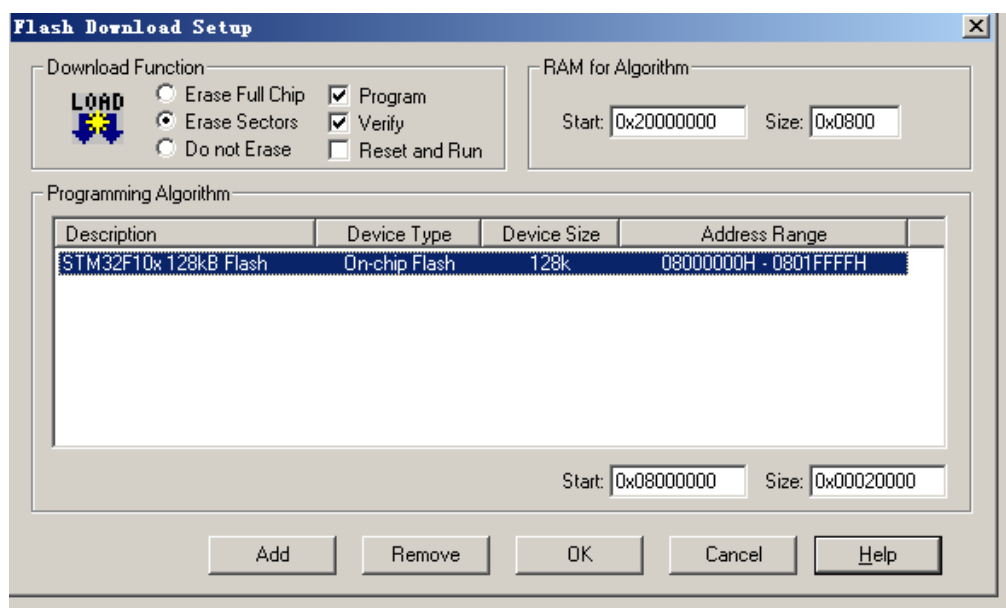 Flash Download Setup
Download Function
LOAD
Erase Full Chip
Erase Sectors
Do not Erase
Program
Verify
Reset and Run
RAM for Algorithm
Start: 0x20000000 Size: 0x0800
Programming Algorithm
Description Device Type Device Size Address Range
STM32F10x 128kB Flash On-chip Flash 128k 08000000H - 0801FFFFH
Start: 0x08000000 Size: 0x00020000
Add Remove OK Cancel Help